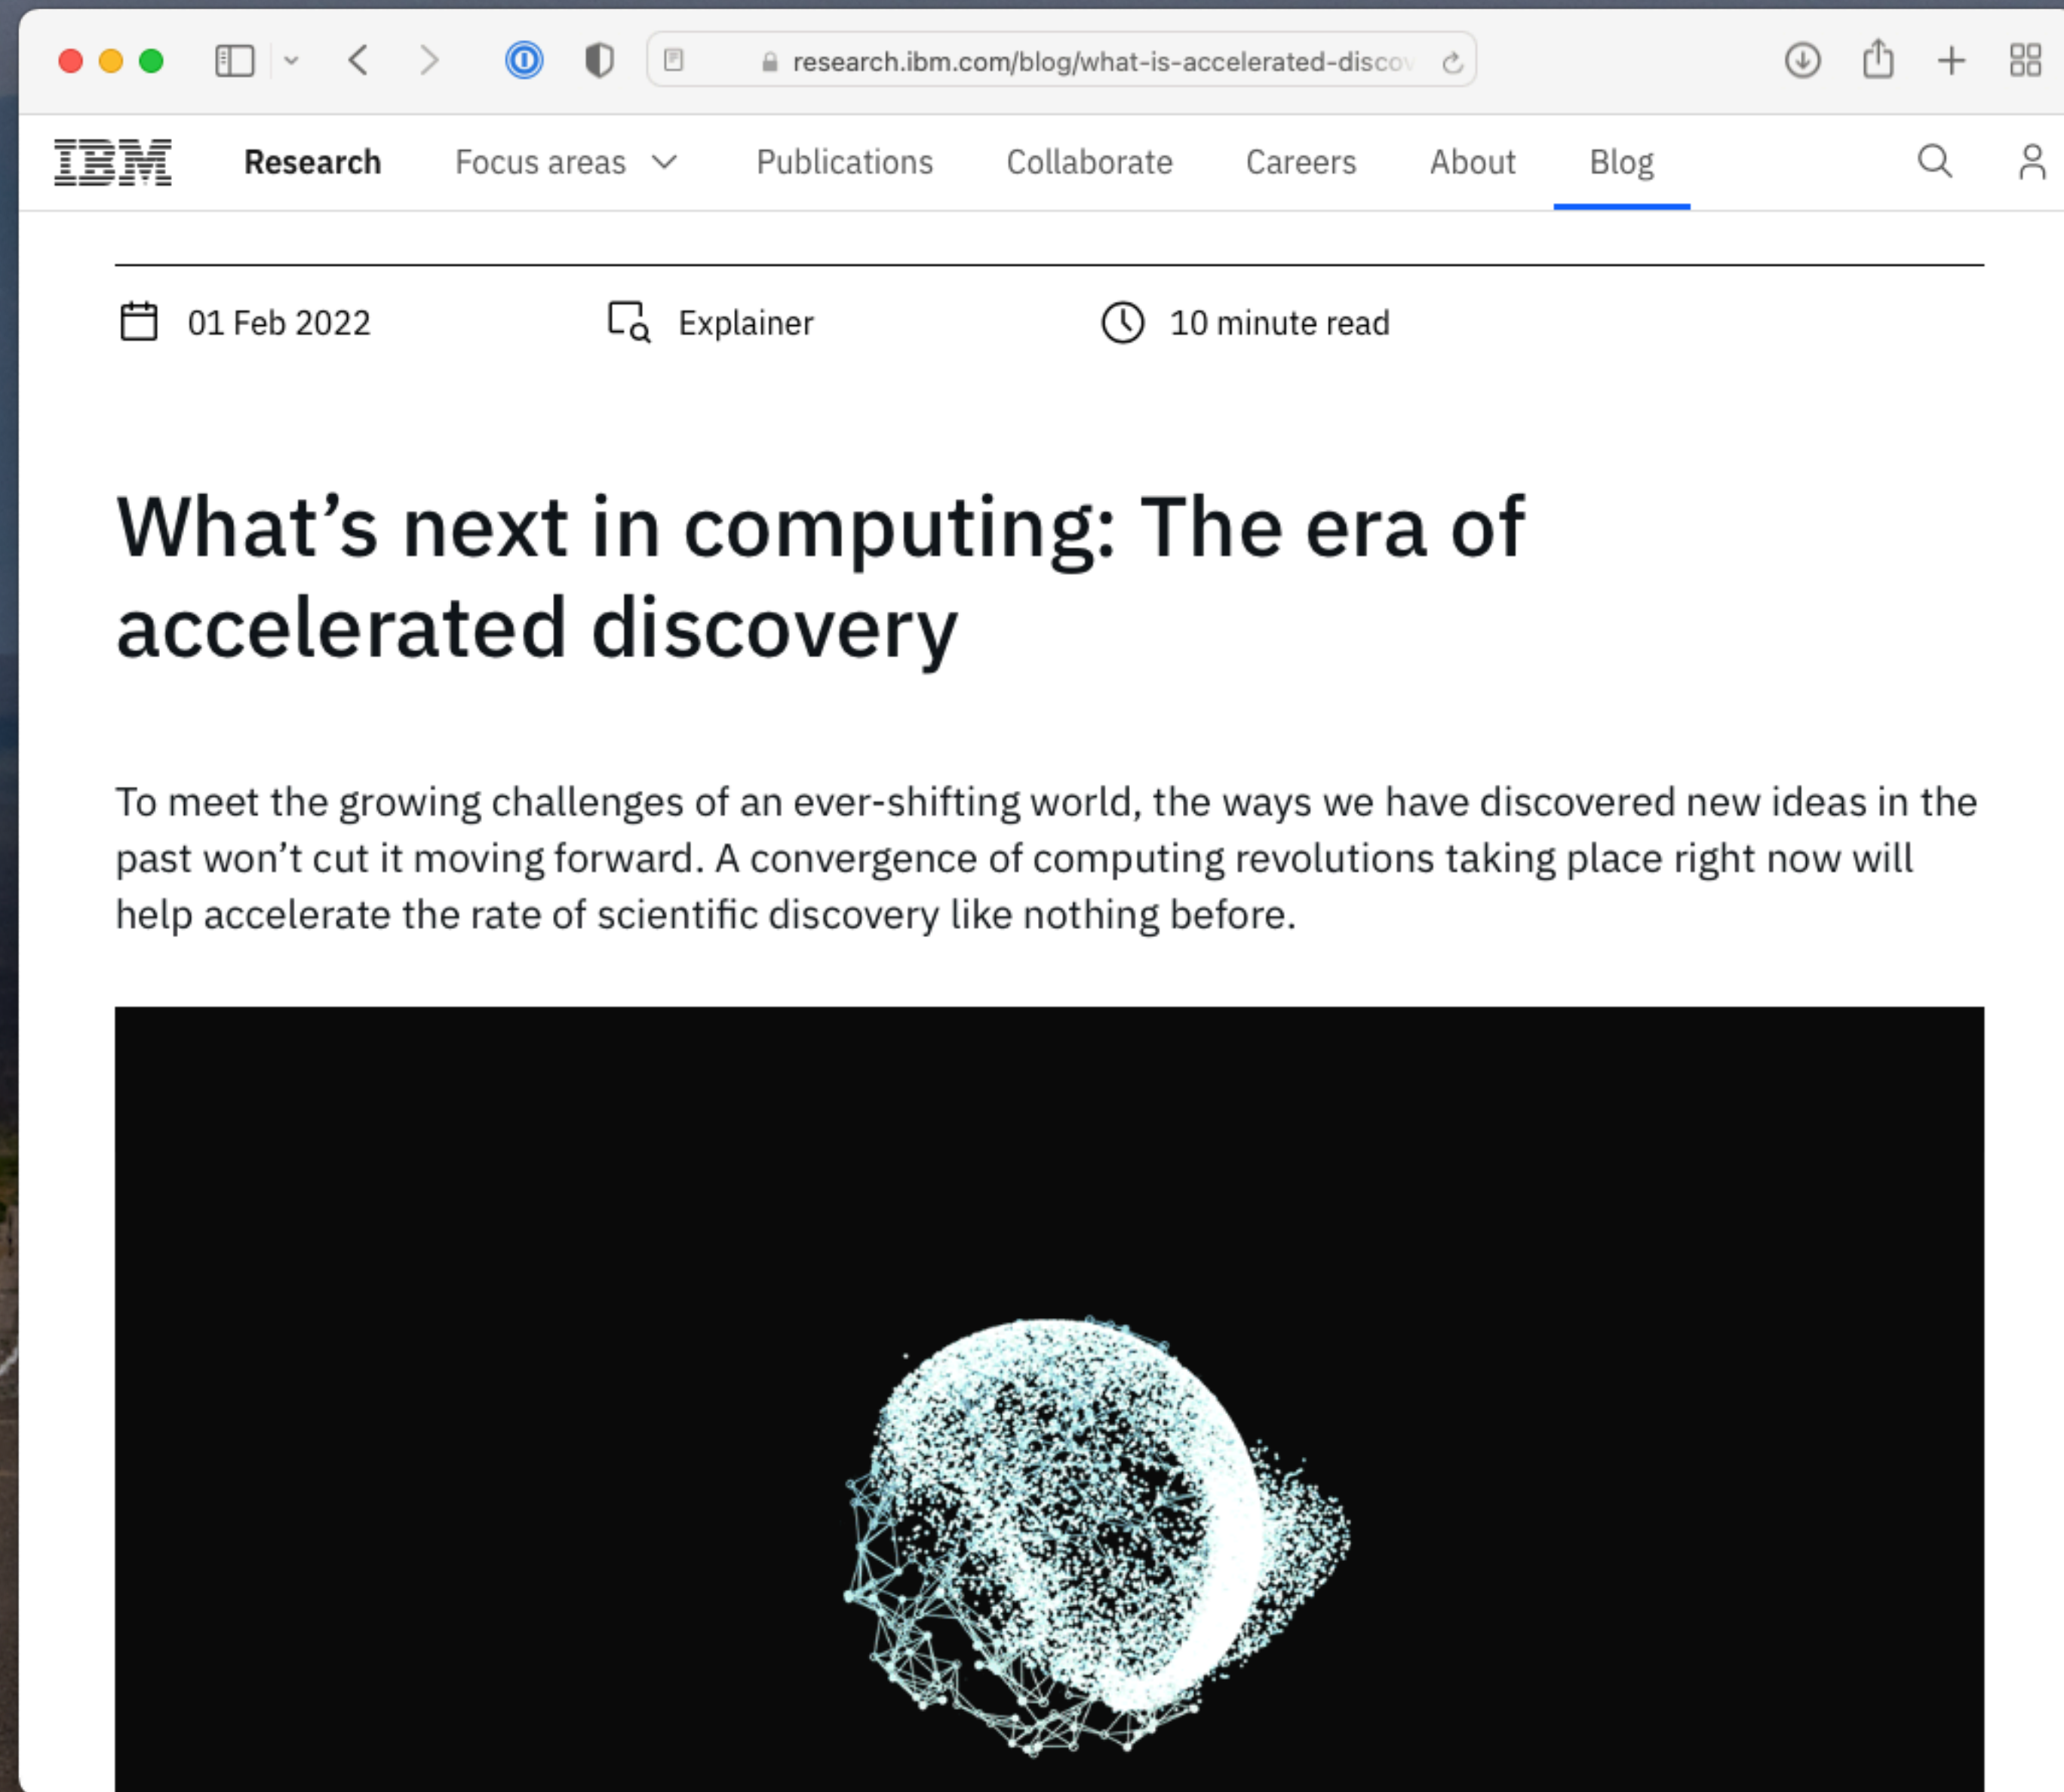 research.ibm.com/blog/what-is-accelerated-discov
IBM Research Focus areas Publications Collaborate Careers About Blog
01 Feb 2022 Explainer 10 minute read
What’s next in computing: The era of
accelerated discovery
To meet the growing challenges of an ever-shifting world, the ways we have discovered new ideas in the
past won’t cut it moving forward. A convergence of computing revolutions taking place right now will
help accelerate the rate of scientific discovery like nothing before.